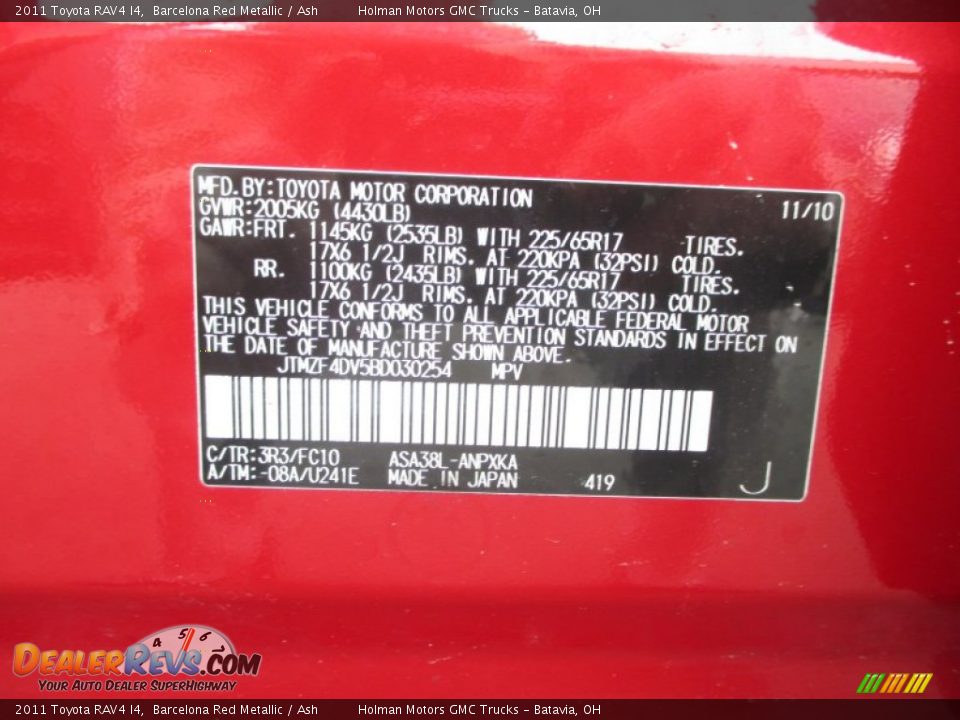 2011 Toyota RAV4 I4, Barcelona Red Metallic / Ash Holman Motors GMC Trucks - Batavia, OH
MFD.BY:TOYOTA MOTOR CORPORATION
11/10
GVWR:2005KG (4430LB)
GAWR:FRT. 1145KG (2535LB) WITH 225/65R17 TIRES.
17X6 1/2J RIMS. AT 220KPA (32PSI) COLD.
RR. 1100KG (2435LB) WITH 225/65R17 TIRES.
17X6 1/2J RIMS. AT 220KPA (32PSI) COLD.
THIS VEHICLE CONFORMS TO ALL APPLICABLE FEDERAL MOTOR
VEHICLE SAFETY AND THEFT PREVENTION STANDARDS IN EFFECT ON
THE DATE OF MANUFACTURE SHOWN ABOVE.
JTMZF4DV5BD030254 MPV
C/TR:3R3/FC10 ASA38L-ANPXKA
A/TM:-08A/U241E MADE IN JAPAN 419 J
4 5 6
DEALERREVS.COM
YOUR AUTO DEALER SUPERHIGHWAY
2011 Toyota RAV4 I4, Barcelona Red Metallic / Ash Holman Motors GMC Trucks - Batavia, OH